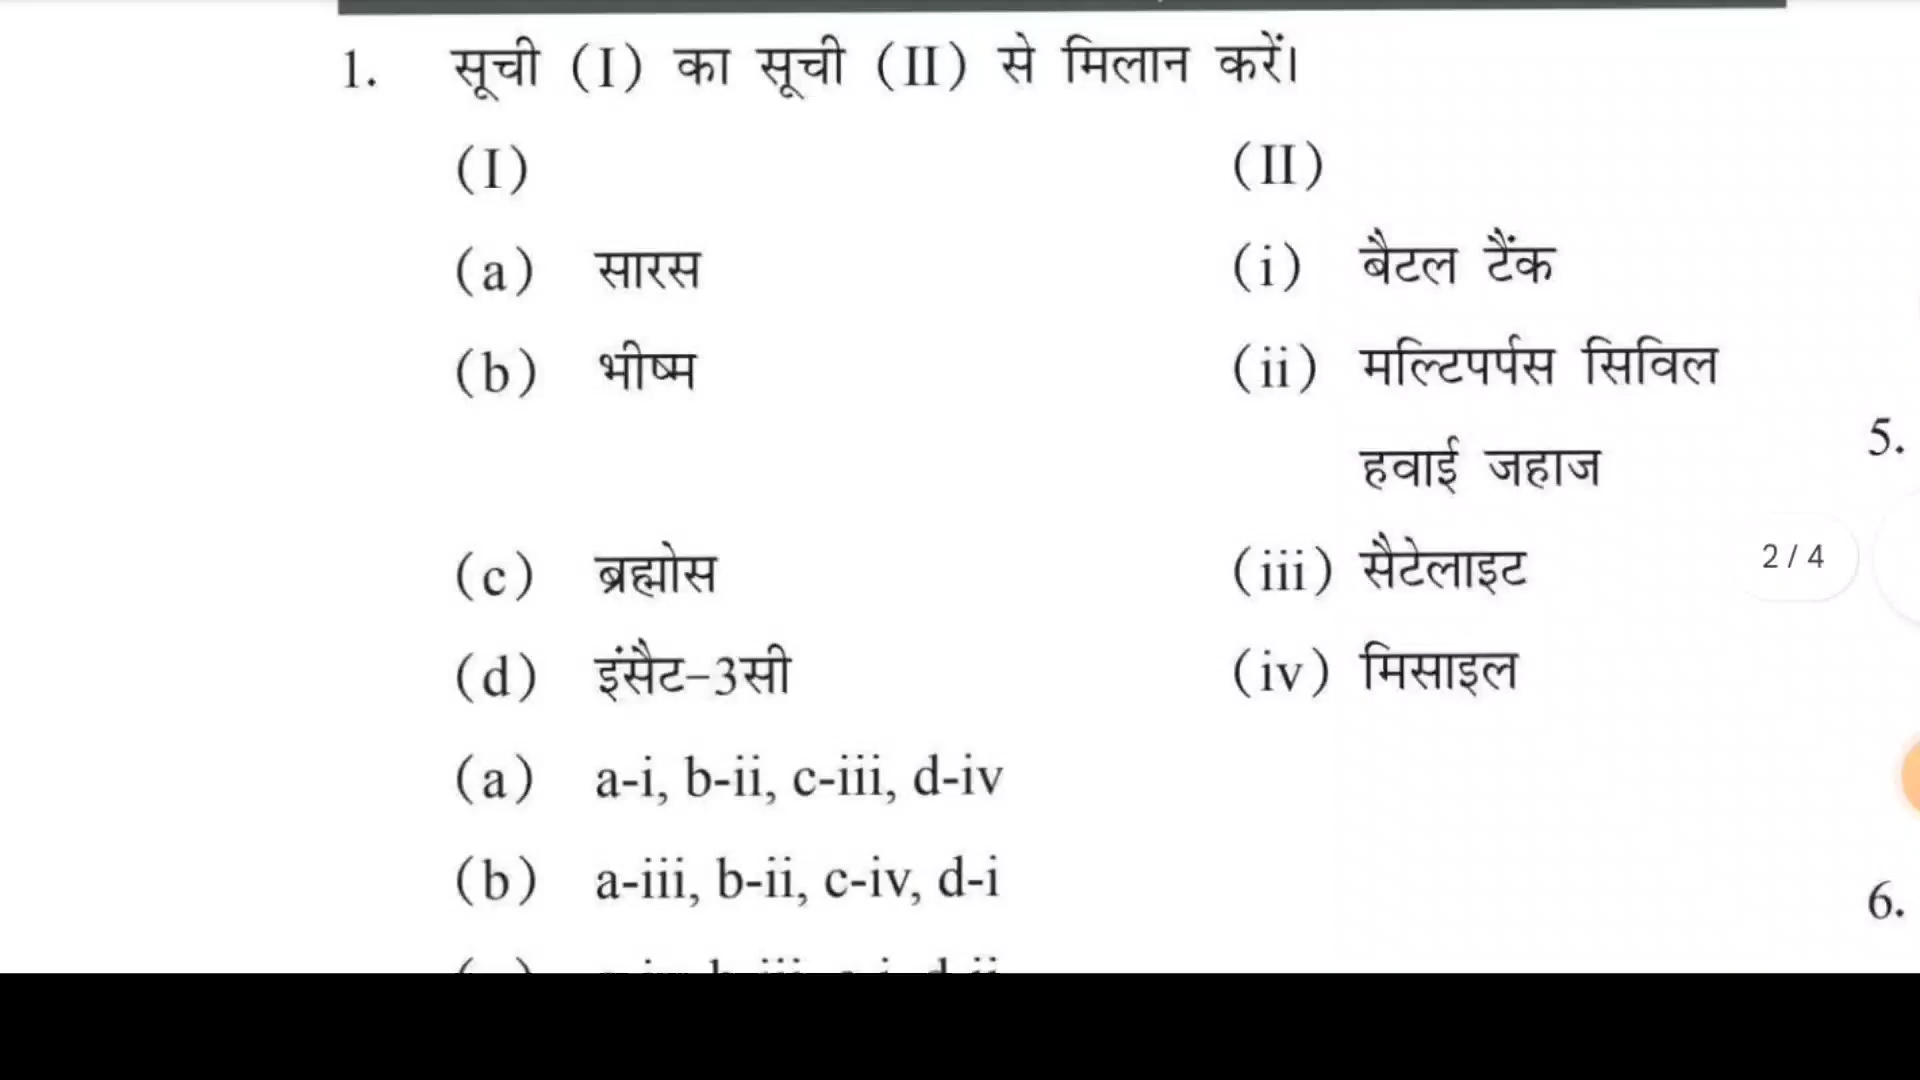 1. सूची (I) का सूची (II) से मिलान करें।
(I) (II)
(a) सारस (i) बैटल टैंक
(b) भीष्म (ii) मल्टिपर्पस सिविल
हवाई जहाज
5.
(c) ब्रह्मोस (iii) सैटेलाइट
2 / 4
(d) इंसैट-3सी (iv) मिसाइल
(a) a-i, b-ii, c-iii, d-iv
(b) a-iii, b-ii, c-iv, d-i
6.